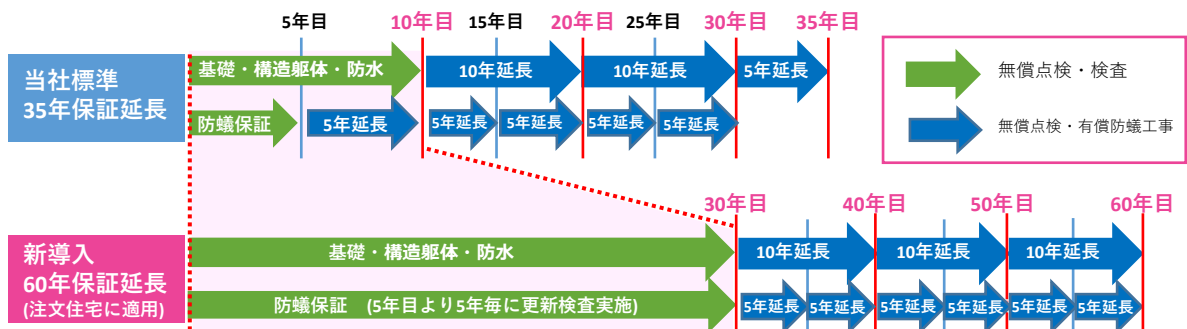 5年目 10年目 15年目 20年目 25年目 30年目 35年目
当社標準
35年保証延長
基礎・構造躯体・防水 10年延長 10年延長 5年延長
防蟻保証 5年延長 5年延長 5年延長 5年延長 5年延長
無償点検・検査
無償点検・有償防蟻工事
30年目 40年目 50年目 60年目
新導入
60年保証延長
(注文住宅に適用)
基礎・構造躯体・防水 10年延長 10年延長 10年延長
防蟻保証 (5年目より5年毎に更新検査実施) 5年延長 5年延長 5年延長 5年延長 5年延長 5年延長